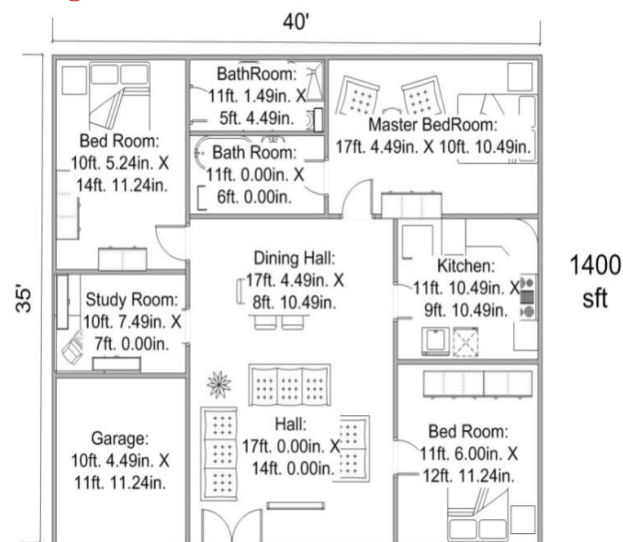 40'
35'
BathRoom:
11ft. 1.49in. X
5ft. 4.49in.
Bed Room:
10ft. 5.24in. X
14ft. 11.24in.
Master BedRoom:
17ft. 4.49in. X 10ft. 10.49in.
Bath Room:
11ft. 0.00in. X
6ft. 0.00in.
Dining Hall:
17ft. 4.49in. X
8ft. 10.49in.
Kitchen:
11ft. 10.49in. X
9ft. 10.49in.
1400
sft
Study Room:
10ft. 7.49in. X
7ft. 0.00in.
Garage:
10ft. 4.49in. X
11ft. 11.24in.
Hall:
17ft. 0.00in. X
14ft. 0.00in.
Bed Room:
11ft. 6.00in. X
12ft. 11.24in.